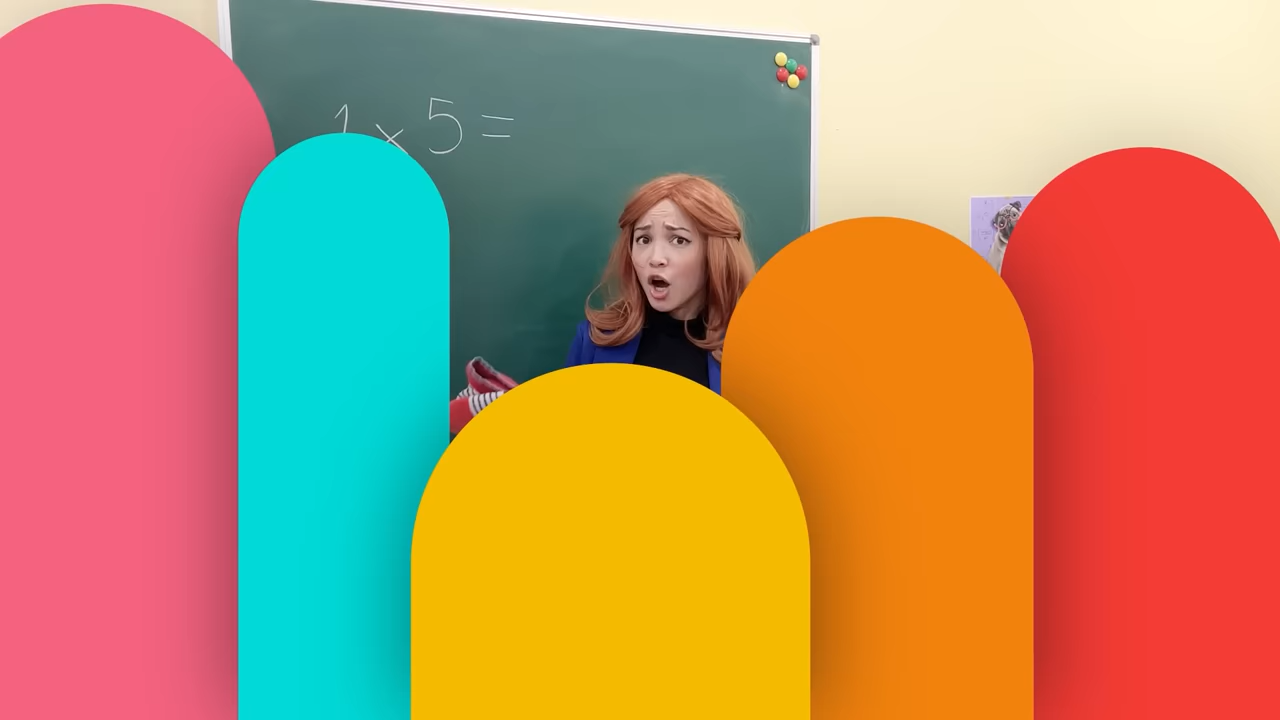 1 × 5 =